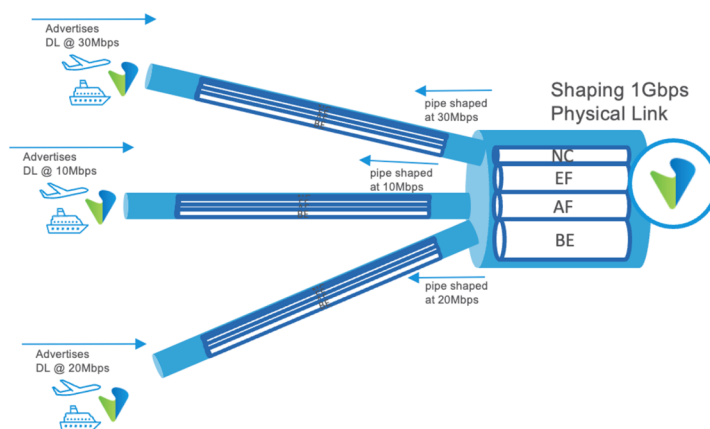 Advertises
DL @ 30Mbps
pipe shaped
at 30Mbps
Shaping 1Gbps
Physical Link
Advertises
DL @ 10Mbps
pipe shaped
at 10Mbps
NC
EF
AF
BE
pipe shaped
at 20Mbps
Advertises
DL @ 20Mbps